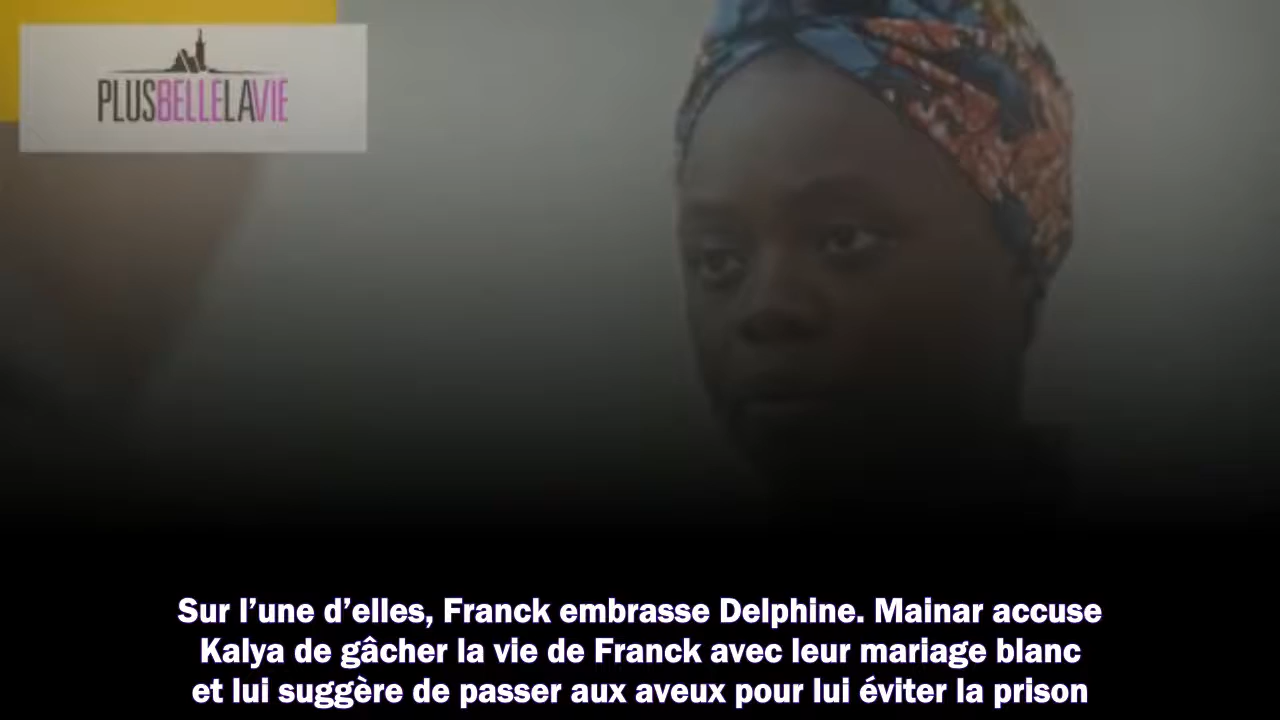 PLUSBELLELAVIE
Sur l’une d’elles, Franck embrasse Delphine. Mainar accuse
Kalya de gâcher la vie de Franck avec leur mariage blanc
et lui suggère de passer aux aveux pour lui éviter la prison